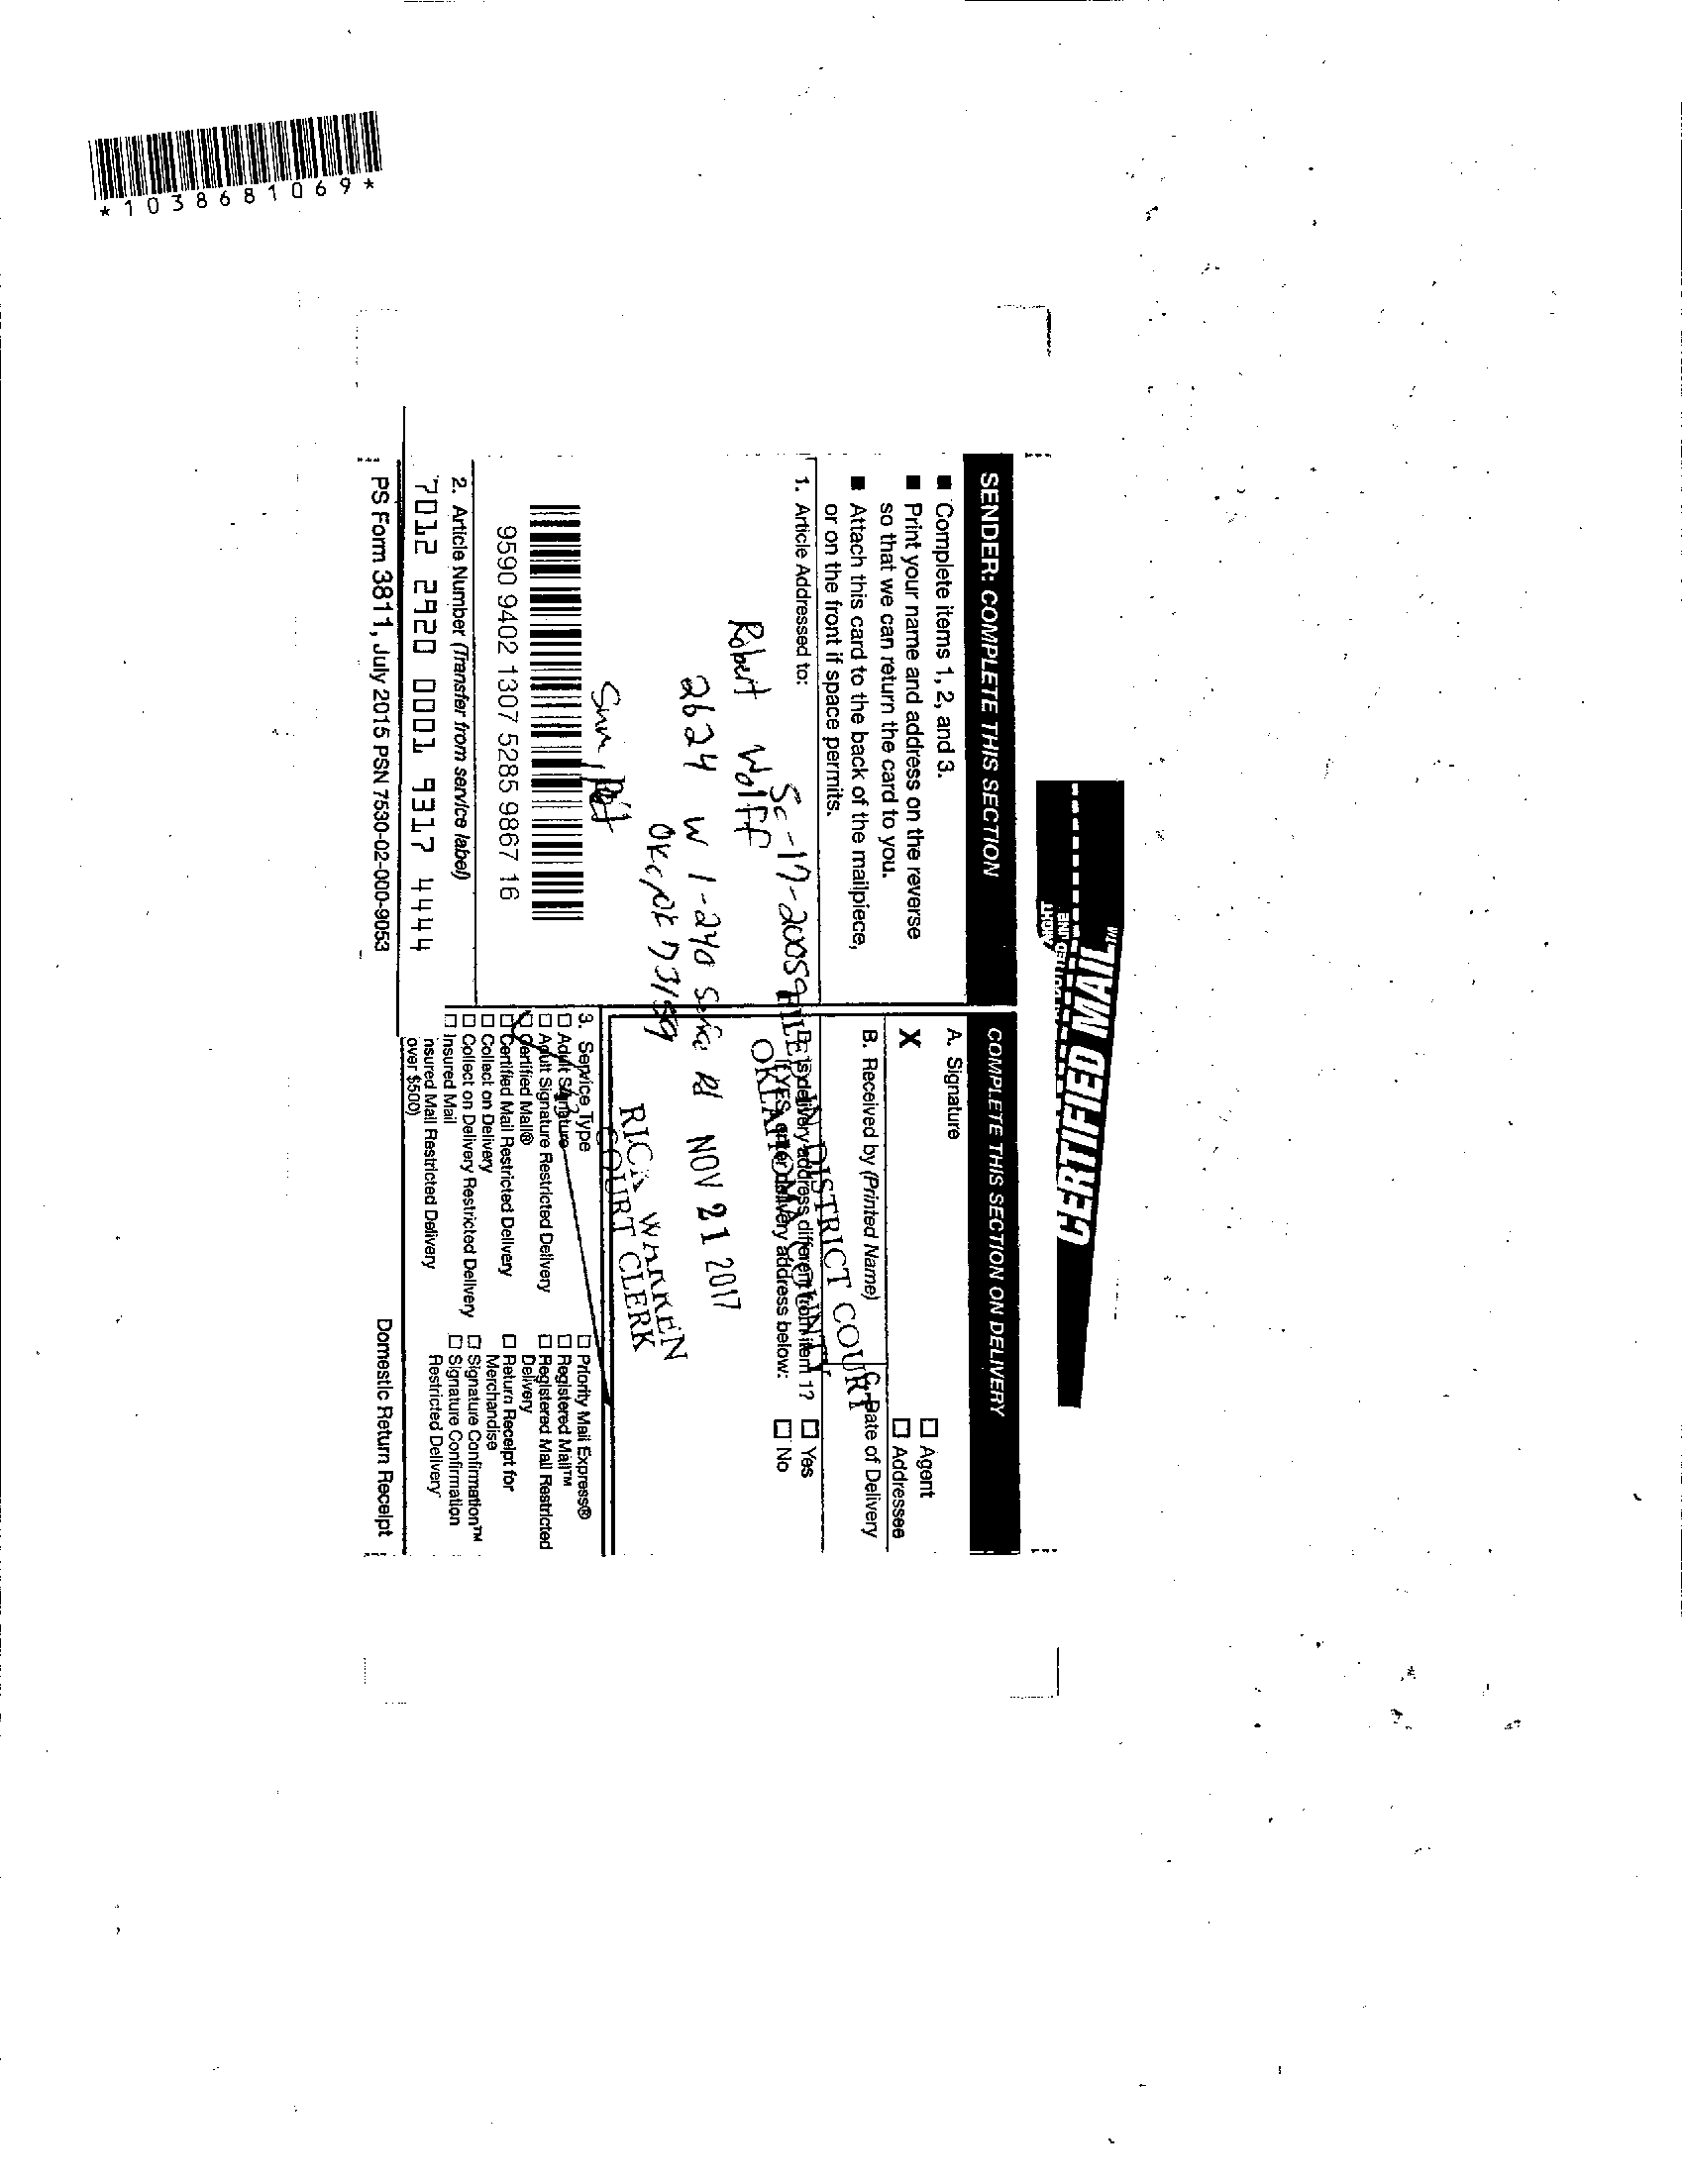 *1038681069*
CERTIFIED MAIL™
SENDER: COMPLETE THIS SECTION
■ Complete items 1, 2, and 3.
■ Print your name and address on the reverse
so that we can return the card to you.
■ Attach this card to the back of the mailpiece,
or on the front if space permits.
1. Article Addressed to:
SC-17-20059
Robert Wolff
2624 W I-240 Service Rd
OKC, OK 73159
9590 9402 1307 5285 9867 16
2. Article Number (Transfer from service label)
7012 2920 0001 9317 4444
COMPLETE THIS SECTION ON DELIVERY
A. Signature
X
☐ Agent
☐ Addressee
B. Received by (Printed Name)
C. Date of Delivery
D. Is delivery address different from item 1? ☐ Yes
If YES, enter delivery address below: ☐ No
FILED IN DISTRICT COURT
OKLAHOMA COUNTY
NOV 21 2017
RICK WARREN
COURT CLERK
3. Service Type
☐ Adult Signature
☐ Adult Signature Restricted Delivery
☐ Certified Mail®
☐ Certified Mail Restricted Delivery
☐ Collect on Delivery
☐ Collect on Delivery Restricted Delivery
☐ Insured Mail
nsured Mail Restricted Delivery
over $500)
☐ Priority Mail Express®
☐ Registered Mail™
☐ Registered Mail Restricted
Delivery
☐ Return Receipt for
Merchandise
☐ Signature Confirmation™
☐ Signature Confirmation
Restricted Delivery
PS Form 3811, July 2015 PSN 7530-02-000-9053
Domestic Return Receipt